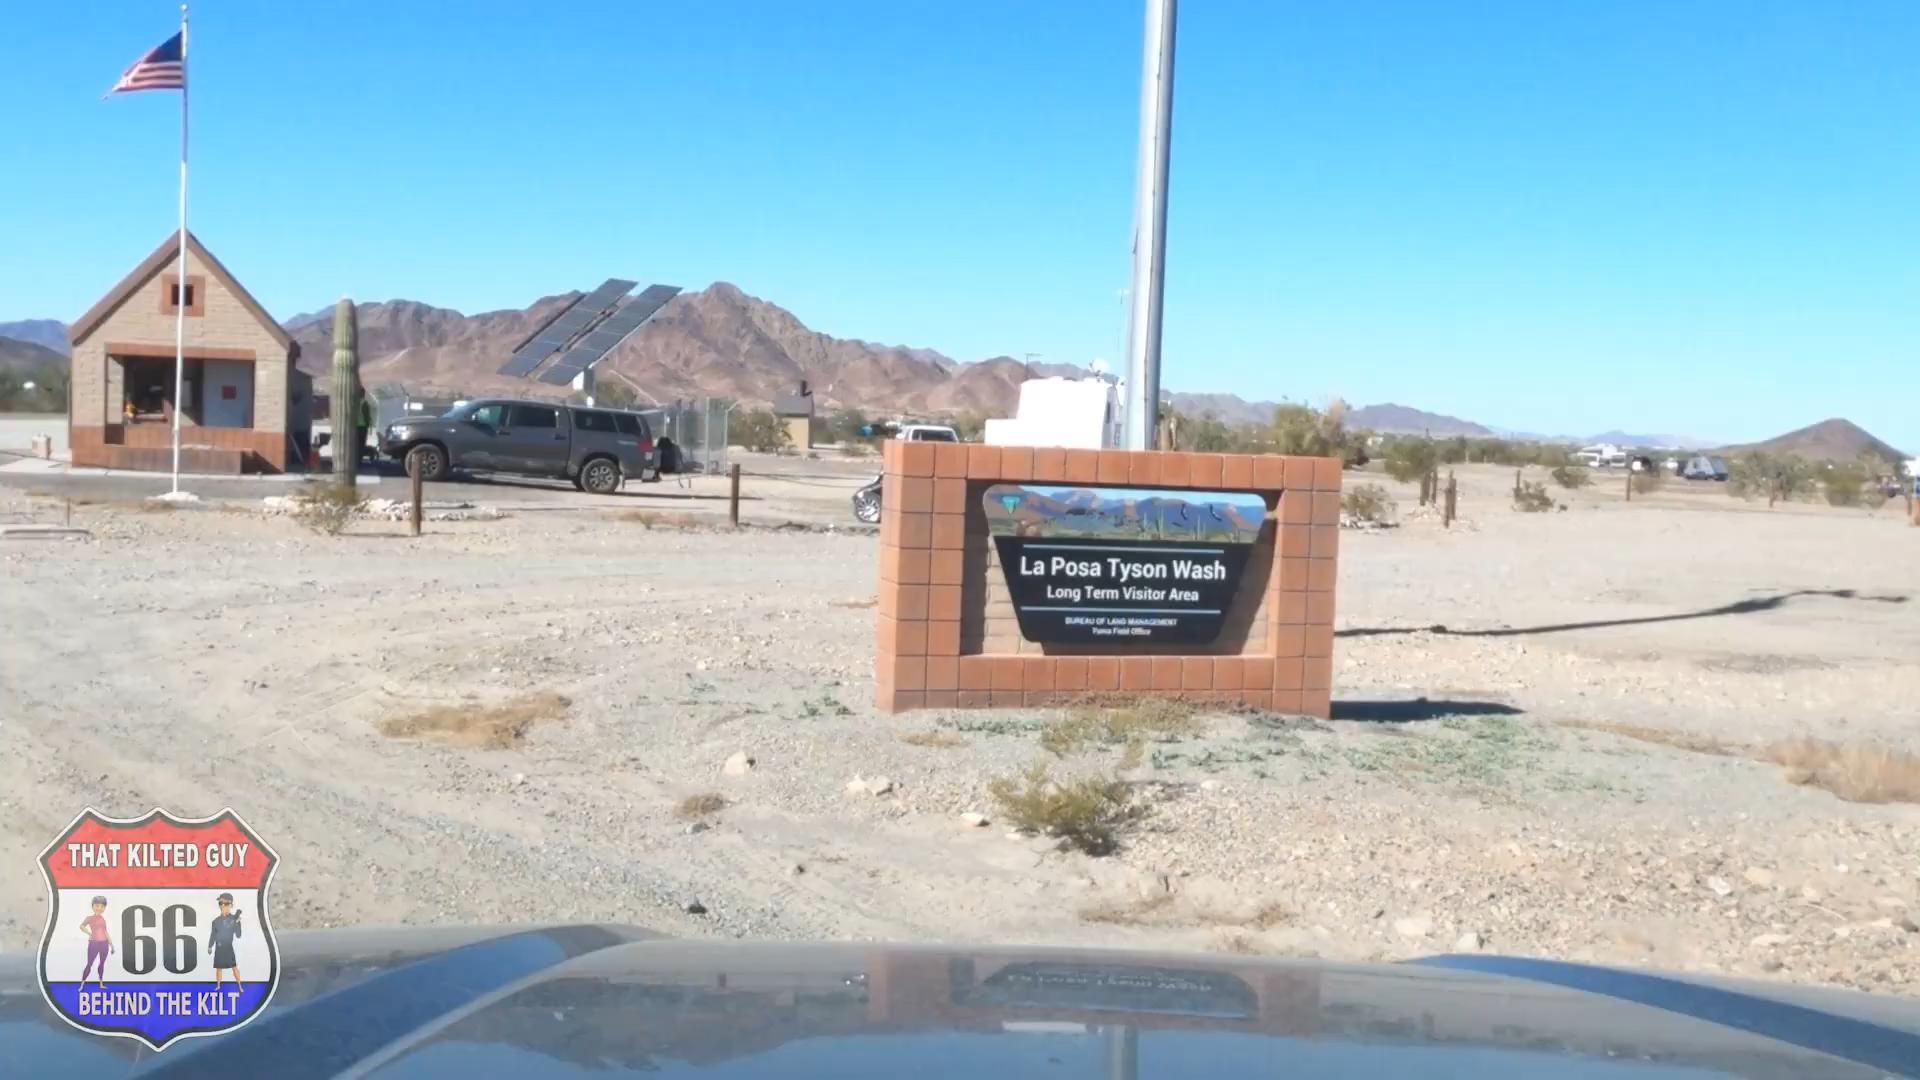 La Posa Tyson Wash
Long Term Visitor Area
BUREAU OF LAND MANAGEMENT
Yuma Field Office
THAT KILTED GUY
66
BEHIND THE KILT